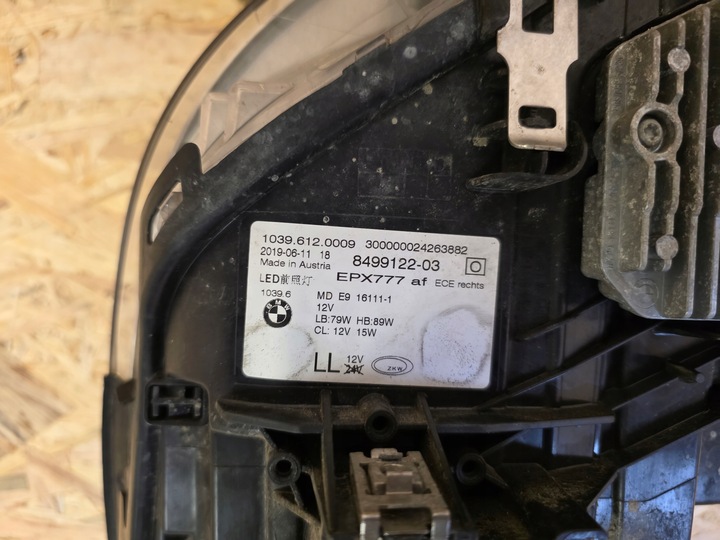 1039.612.0009 300000024263882
2019-06-11 18
Made in Austria
8499122-03
LED前照灯 EPX777 af ECE rechts
1039.6
BMW
MD E9 16111-1
12V
LB:79W HB:89W
CL: 12V 15W
LL 12V
24V
ZKW